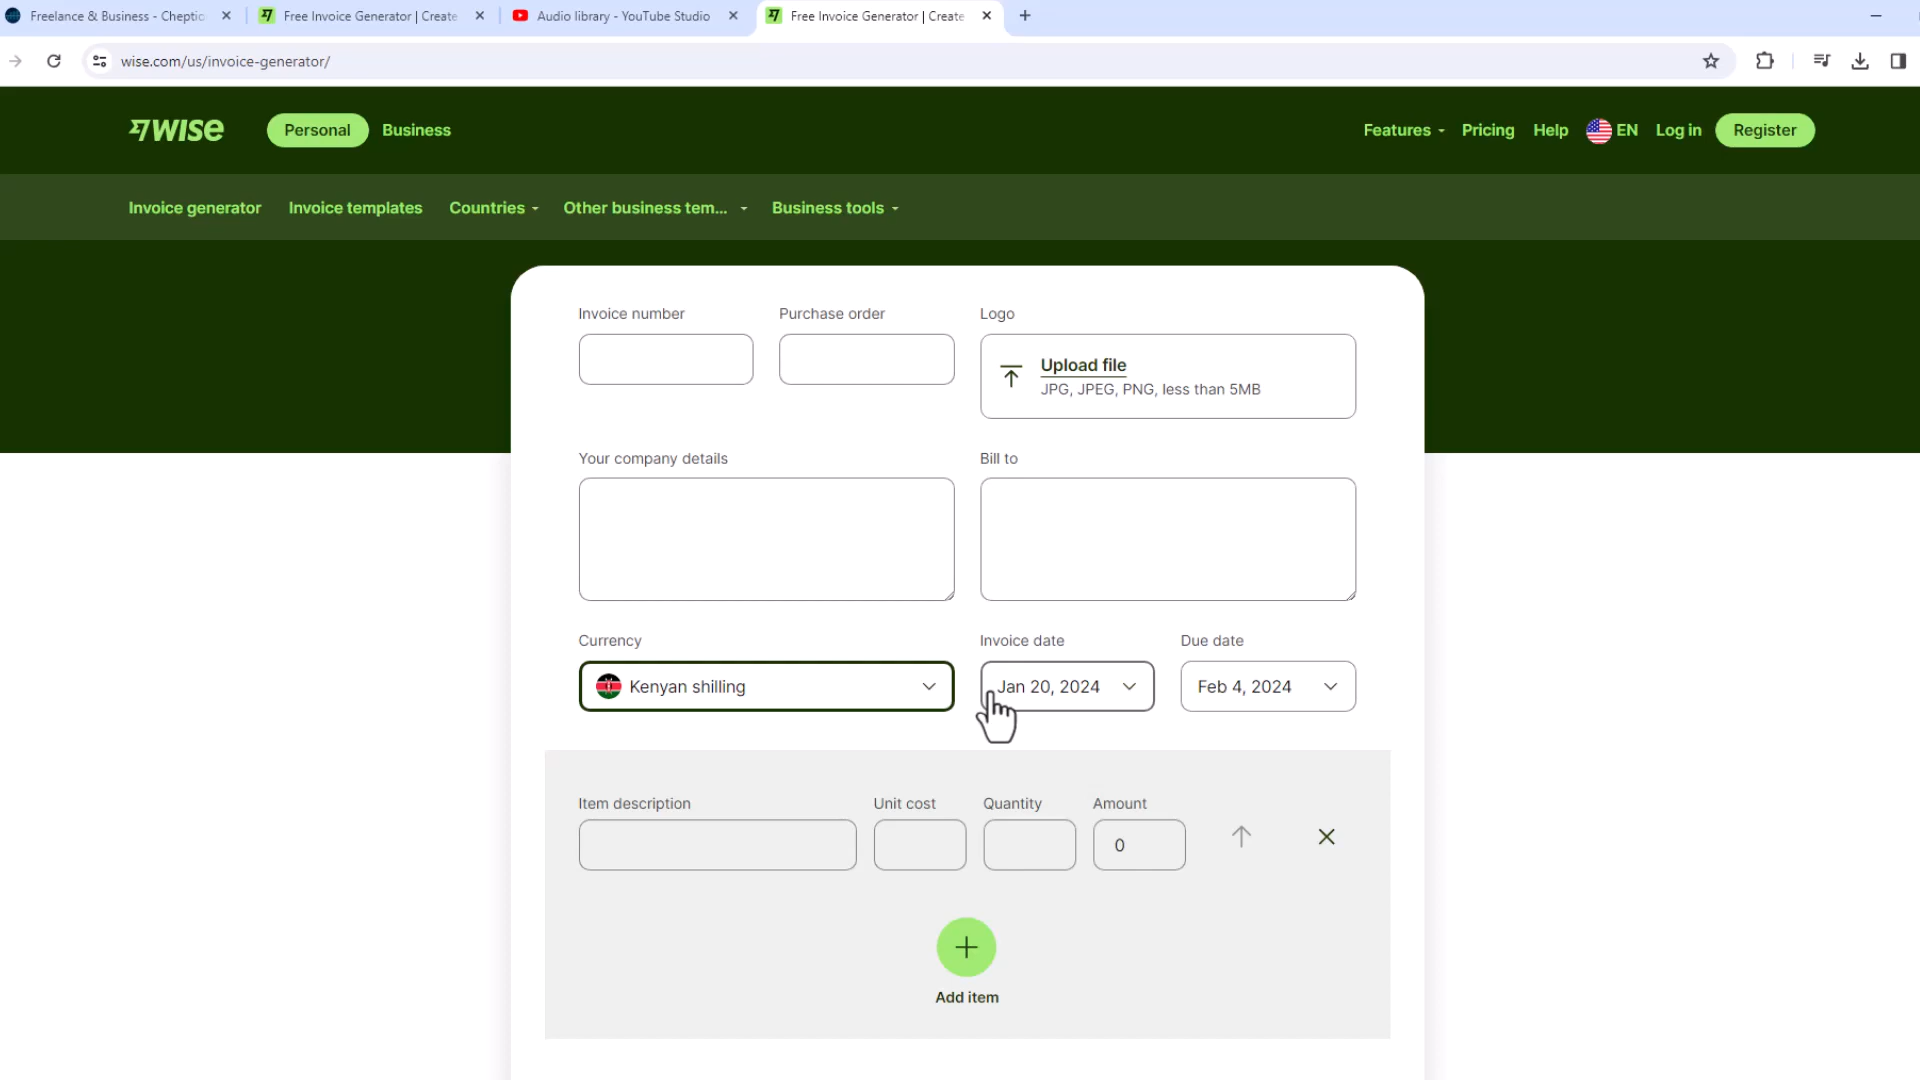 Freelance & Business - Cheptic
Free Invoice Generator | Create
Audio library - YouTube Studio
Free Invoice Generator | Create
wise.com/us/invoice-generator/
WISE
Personal
Business
Features
Pricing
Help
EN
Log in
Register
Invoice generator
Invoice templates
Countries
Other business tem...
Business tools
Invoice number
Purchase order
Logo
Upload file
JPG, JPEG, PNG, less than 5MB
Your company details
Bill to
Currency
Invoice date
Due date
Kenyan shilling
Jan 20, 2024
Feb 4, 2024
Item description
Unit cost
Quantity
Amount
0
Add item